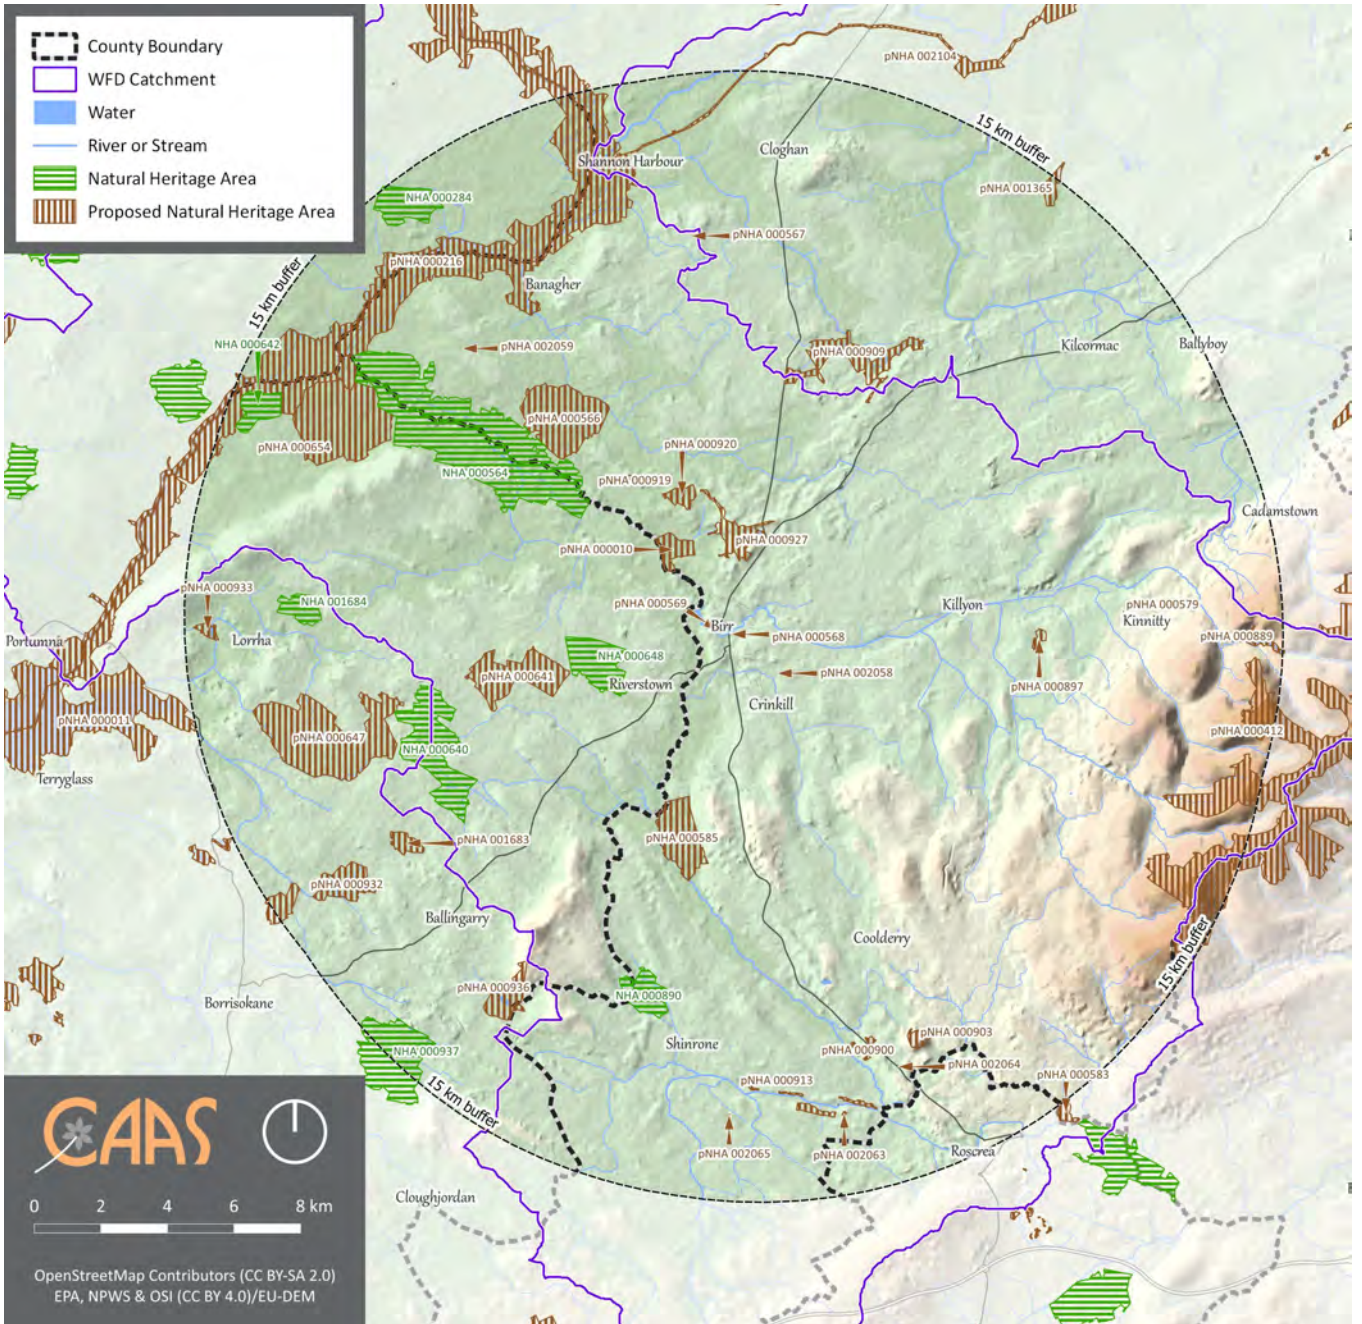 County Boundary
WFD Catchment
Water
River or Stream
Natural Heritage Area
Proposed Natural Heritage Area
pNHA 002104
15 km buffer
Cloghan
Shannon Harbour
pNHA 001365
NHA 000284
pNHA 000567
pNHA 000216
Banagher
15 km buffer
NHA 000642
pNHA 002059
pNHA 000909
Kilcormac
Ballyboy
pNHA 000566
pNHA 000654
pNHA 000920
NHA 000564
pNHA 000919
Cadamstown
pNHA 000927
pNHA 000010
pNHA 000933
NHA 001684
pNHA 000569
Killyon
pNHA 000579
Kinnitty
Birr
pNHA 000568
pNHA 000889
Portumna
Lorrha
NHA 000648
pNHA 000641
Riverstown
pNHA 002058
pNHA 000897
Crinkill
pNHA 000011
pNHA 000647
NHA 000640
pNHA 000412
Terryglass
pNHA 001683
pNHA 000585
pNHA 000932
Ballingarry
Coolderry
15 km buffer
pNHA 000936
NHA 000890
Borrisokane
Shinrone
pNHA 000903
pNHA 000900
pNHA 002064
NHA 000937
pNHA 000913
pNHA 000583
15 km buffer
pNHA 002065
pNHA 002063
Roscrea
Cloughjordan
CAAS
0 2 4 6 8 km
OpenStreetMap Contributors (CC BY-SA 2.0)
EPA, NPWS & OSI (CC BY 4.0)/EU-DEM